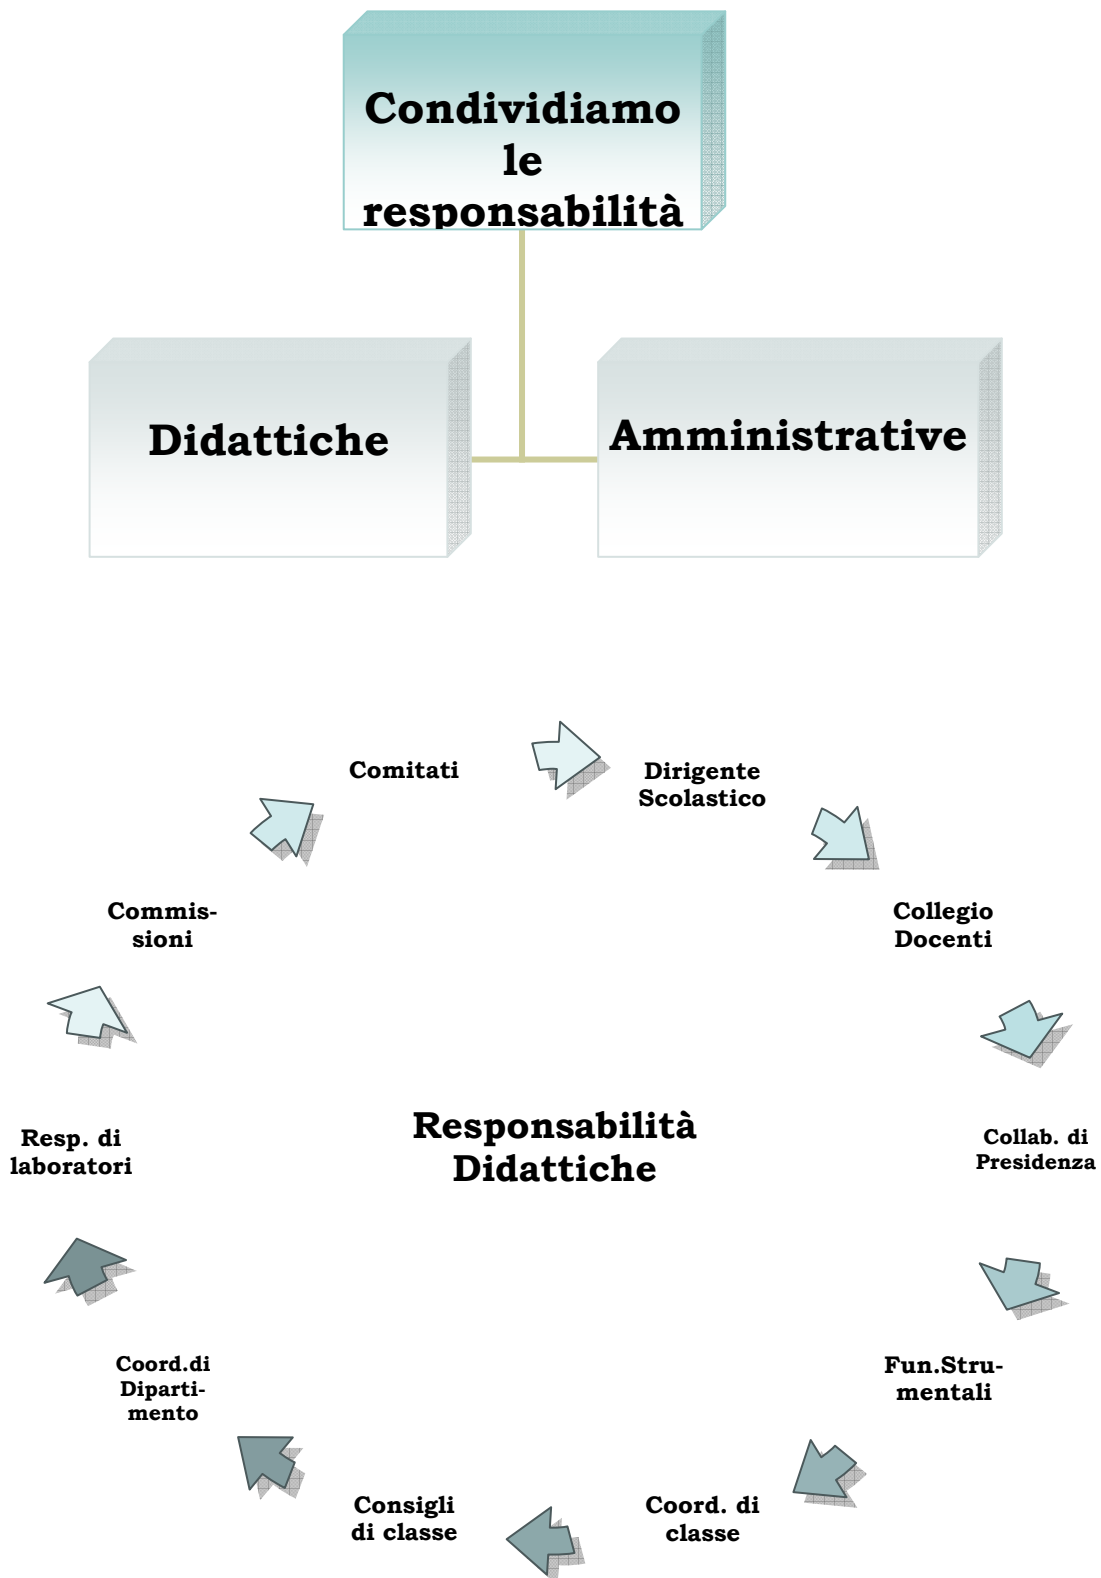 Condividiamo
le
responsabilità
Didattiche
Amministrative
Comitati
Dirigente
Scolastico
Commis-
sioni
Collegio
Docenti
Responsabilità
Didattiche
Resp. di
laboratori
Collab. di
Presidenza
Coord.di
Diparti-
mento
Fun.Stru-
mentali
Consigli
di classe
Coord. di
classe